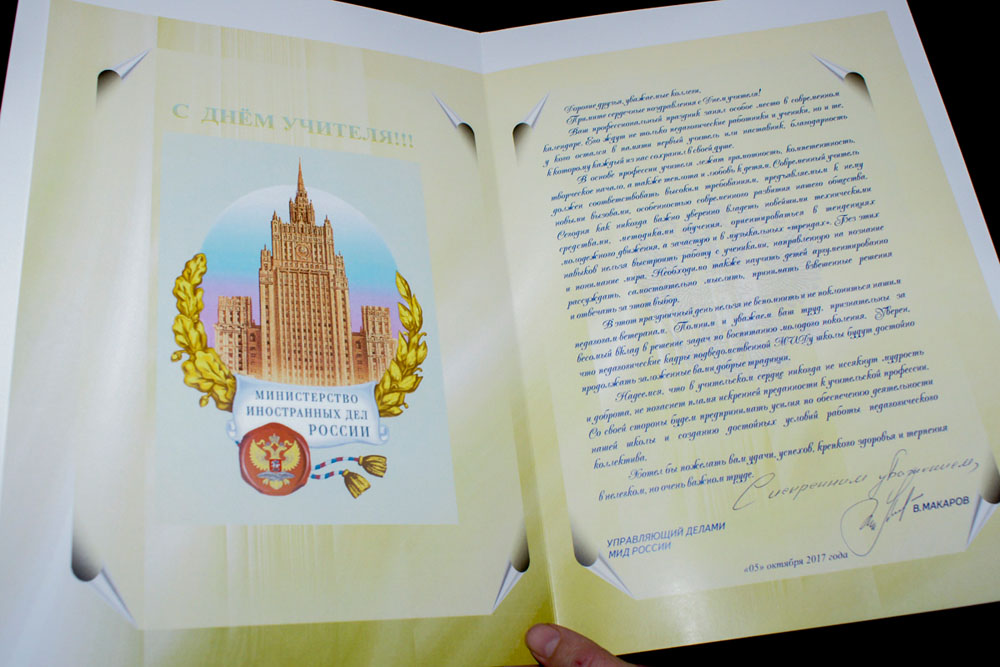 С ДНЁМ УЧИТЕЛЯ!!!
МИНИСТЕРСТВО
ИНОСТРАННЫХ ДЕЛ
РОССИИ
Дорогие друзья, уважаемые коллеги,
Примите сердечные поздравления с Днем учителя!
Ваш профессиональный праздник занял особое место в современном
календаре. Его ждут не только педагогические работники и ученики, но и те,
у кого остался в памяти первый учитель или наставник, благодарность
к которому каждый из нас сохранил в своей душе.
В основе профессии учителя лежат грамотность, компетентность,
творческое начало, а также теплота и любовь к детям. Современный учитель
должен соответствовать высоким требованиям, предъявляемым к нему
новыми вызовами, особенностью современного развития нашего общества.
Сегодня как никогда важно уверенно владеть новейшими техническими
средствами, методиками обучения, ориентироваться в тенденциях
молодежного движения, а зачастую и в музыкальных «трендах». Без этих
навыков нельзя выстроить работу с учениками, направленную на познание
и понимание мира. Необходимо также научить детей аргументированно
рассуждать, самостоятельно мыслить, принимать взвешенные решения
и отвечать за этот выбор.
В этот праздничный день нельзя не вспомнить и не поклониться нашим
педагогам ветеранам. Помним и уважаем ваш труд, признательны за
весомый вклад в решение задач по воспитанию молодого поколения. Уверен,
что педагогические кадры подведомственной МИДу школы будут достойно
продолжать заложенные вами добрые традиции.
Надеемся, что в учительском сердце никогда не иссякнут мудрость
и доброта, не погаснет пламя искренней преданности к учительской профессии.
Со своей стороны будем предпринимать усилия по обеспечению деятельности
нашей школы и созданию достойных условий работы педагогического
коллектива.
Хотел бы пожелать вам удачи, успехов, крепкого здоровья и терпения
в нелегком, но очень важном труде.
С искренним уважением,
УПРАВЛЯЮЩИЙ ДЕЛАМИ
МИД РОССИИ
В.МАКАРОВ
«05» октября 2017 года